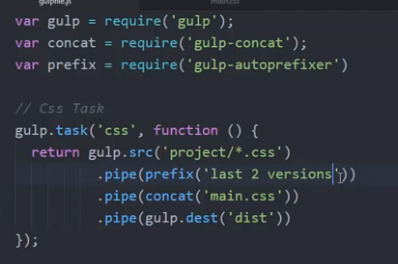 gulpfile.js main.css
var gulp = require('gulp');
var concat = require('gulp-concat');
var prefix = require('gulp-autoprefixer')
// Css Task
gulp.task('css', function () {
return gulp.src('project/*.css')
.pipe(prefix('last 2 versions'))
.pipe(concat('main.css'))
.pipe(gulp.dest('dist'))
});